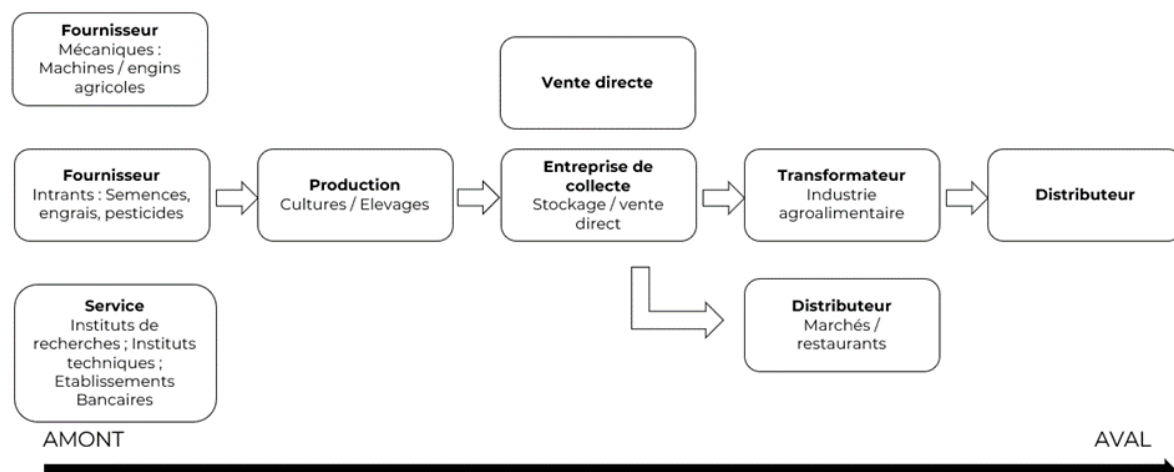 Fournisseur
Mécaniques :
Machines / engins
agricoles
Vente directe
Fournisseur
Intrants : Semences,
engrais, pesticides
Production
Cultures / Elevages
Entreprise de
collecte
Stockage / vente
direct
Transformateur
Industrie
agroalimentaire
Distributeur
Service
Instituts de
recherches ; Instituts
techniques ;
Etablissements
Bancaires
Distributeur
Marchés /
restaurants
AMONT
AVAL